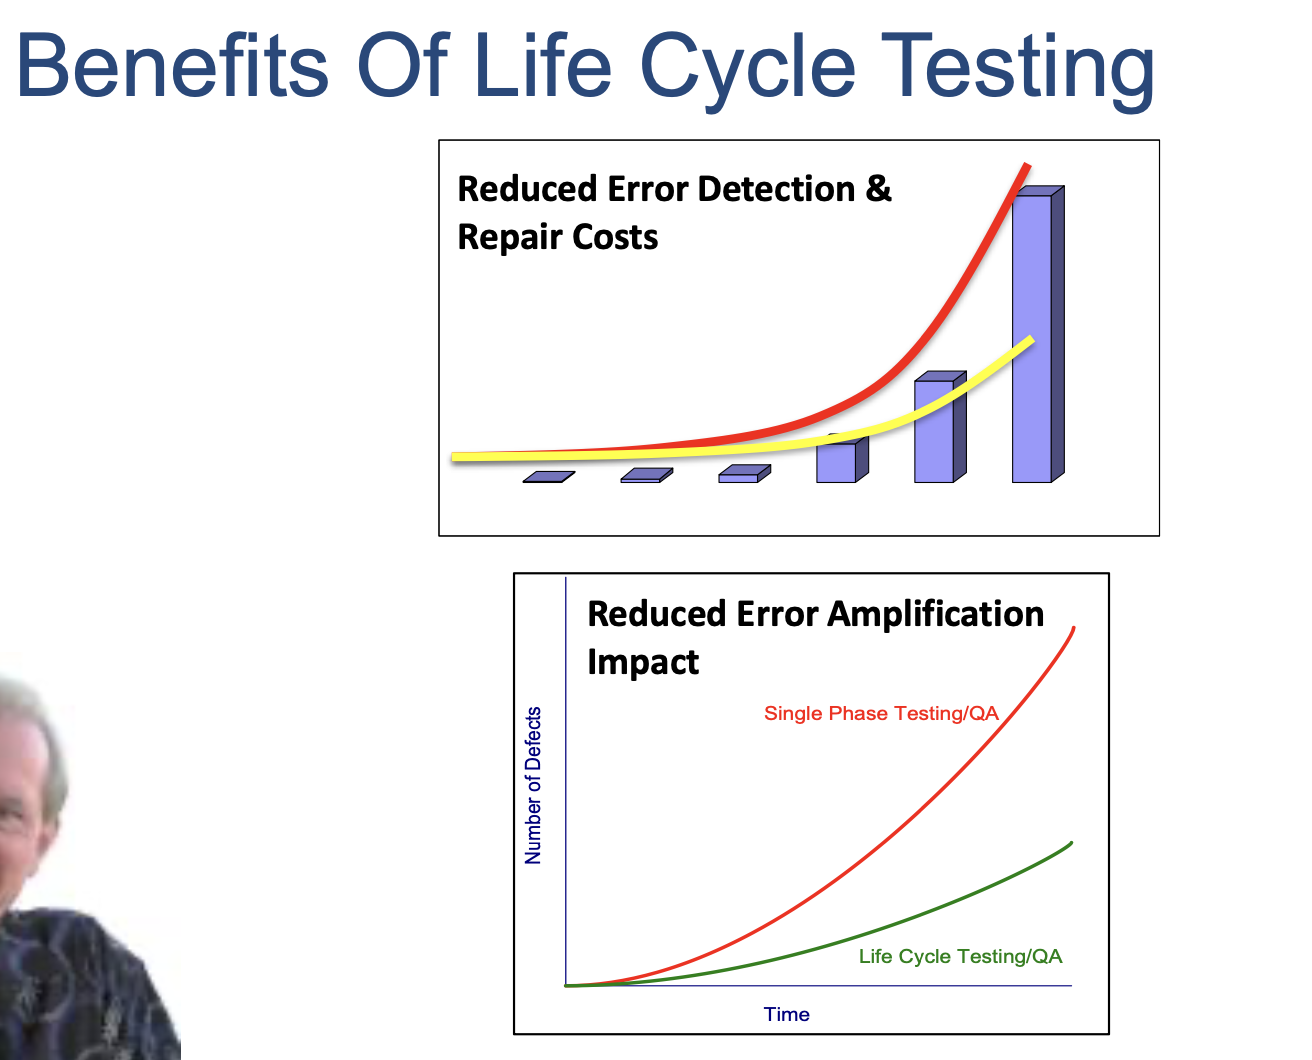 Benefits Of Life Cycle Testing
Reduced Error Detection &
Repair Costs
Reduced Error Amplification
Impact
Single Phase Testing/QA
Number of Defects
Life Cycle Testing/QA
Time